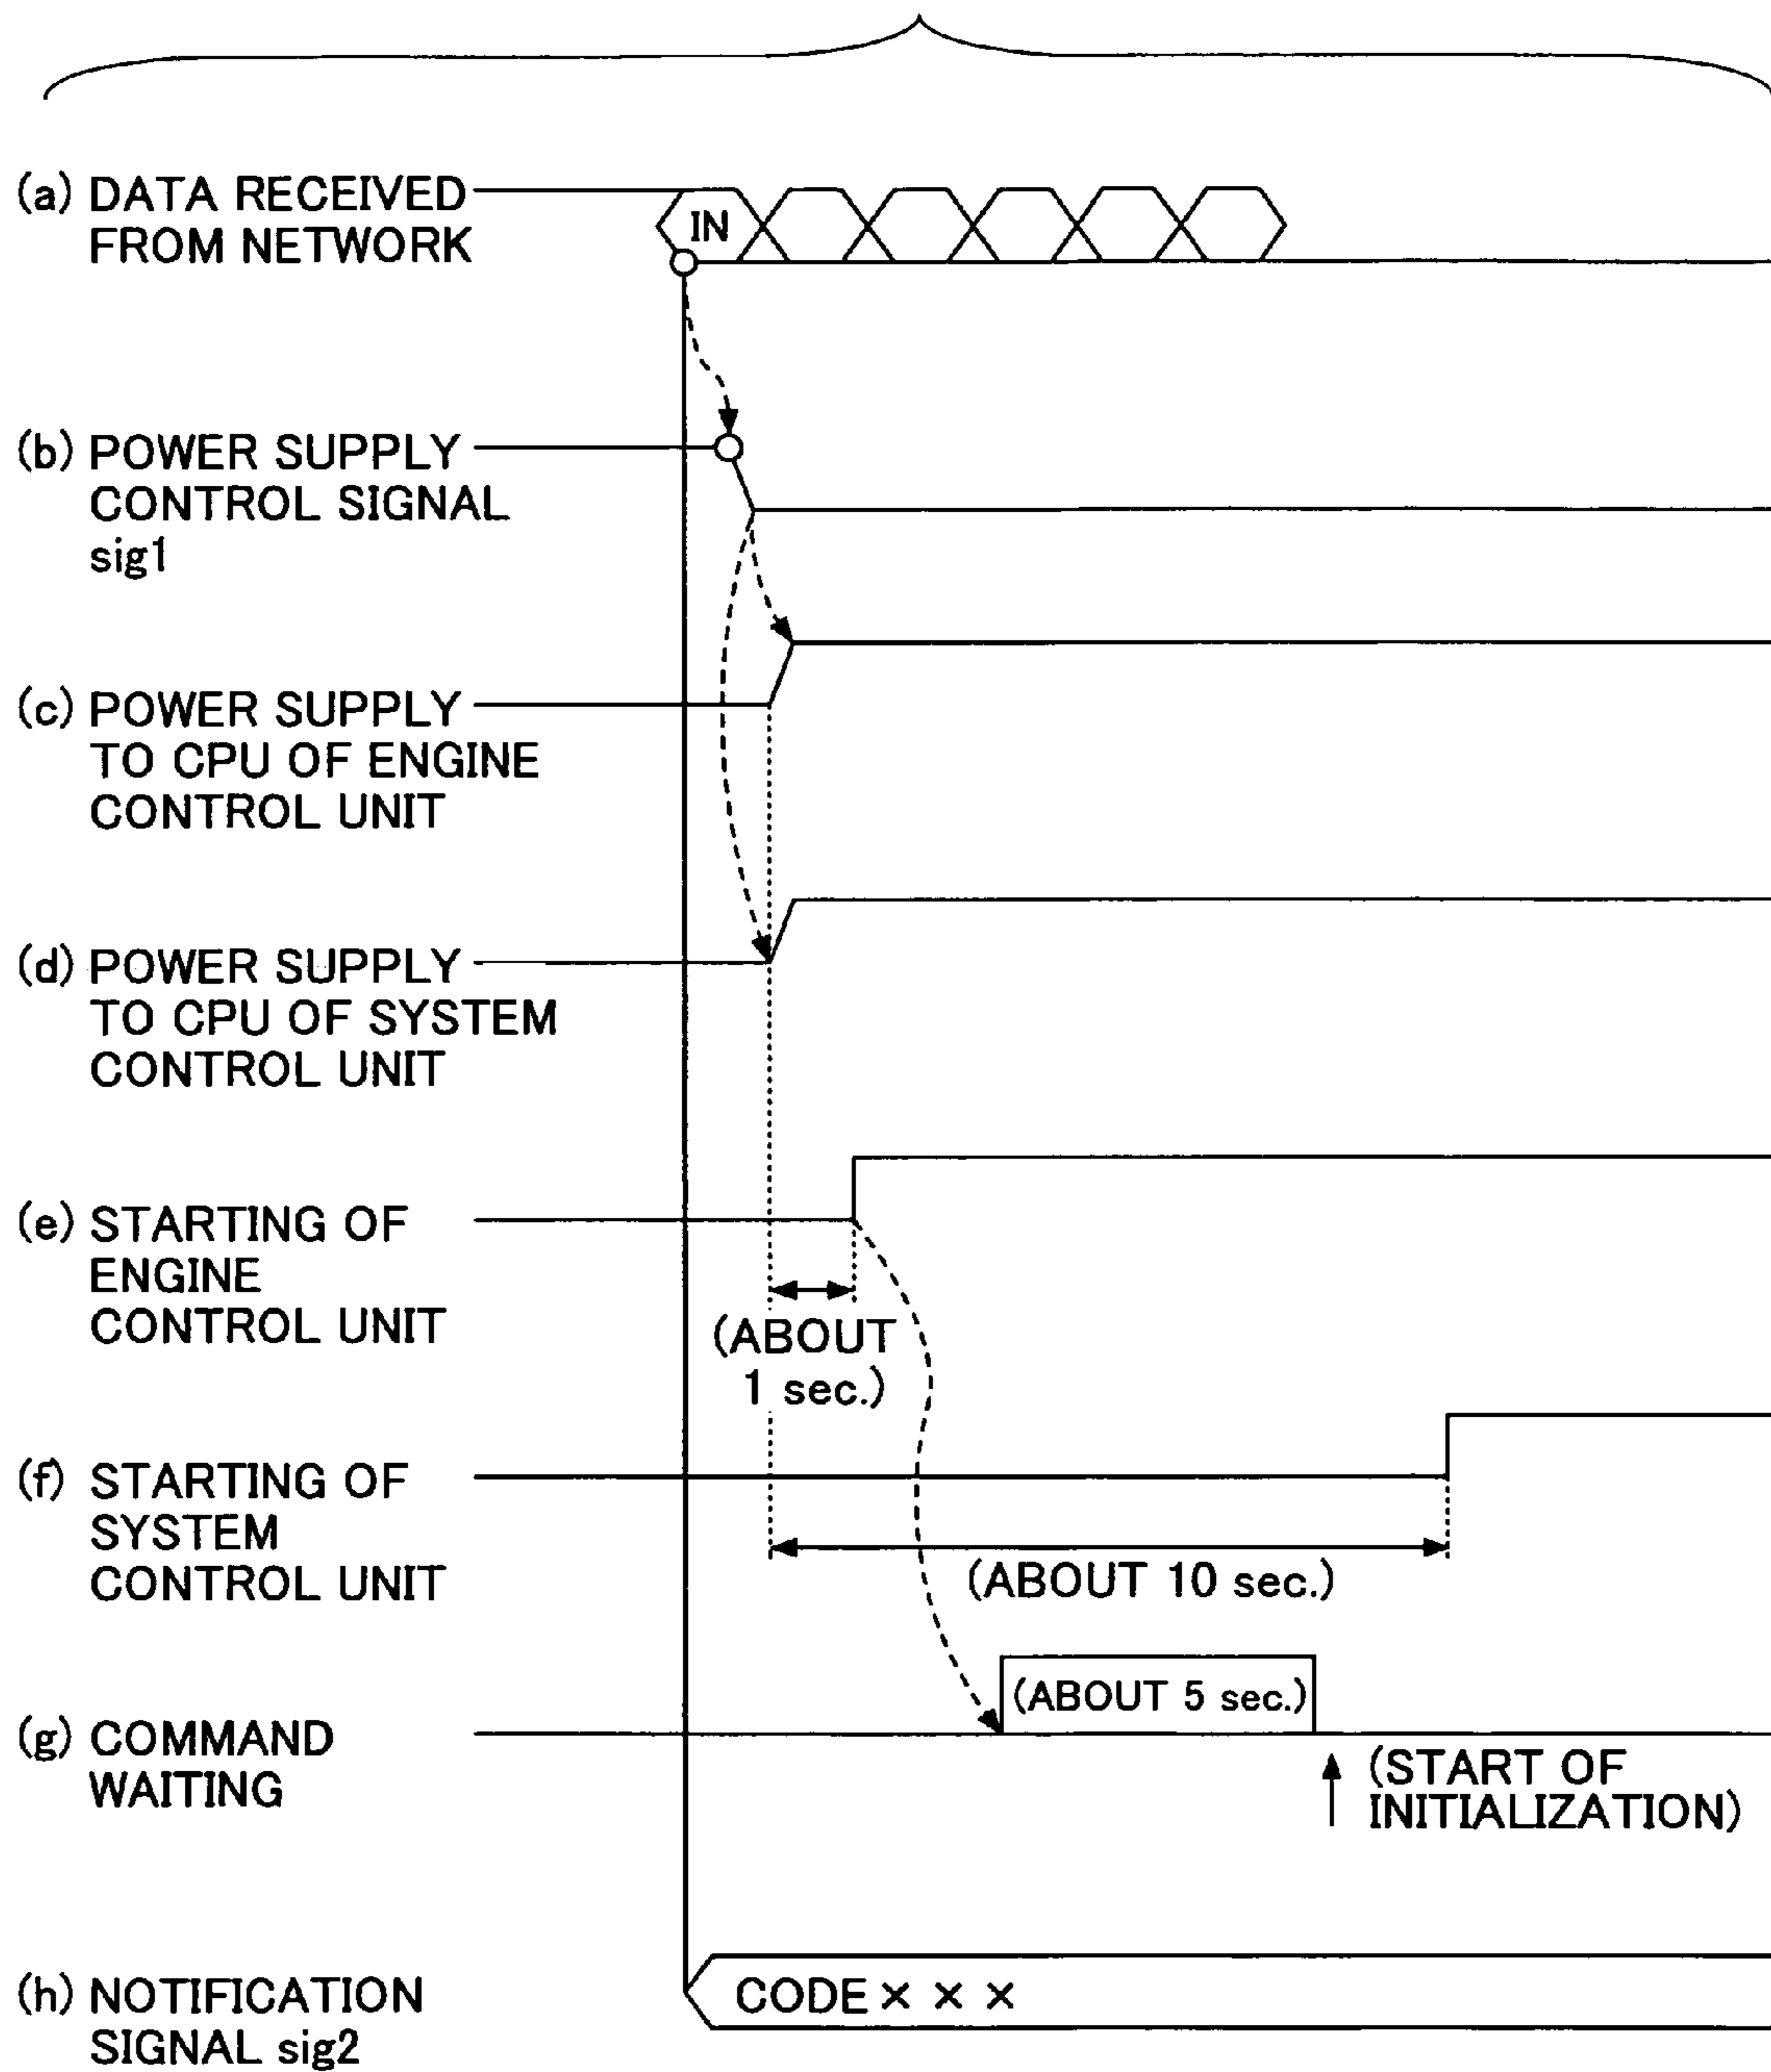 (a) DATA RECEIVED
FROM NETWORK
IN
(b) POWER SUPPLY
CONTROL SIGNAL
sig1
(c) POWER SUPPLY
TO CPU OF ENGINE
CONTROL UNIT
(d) POWER SUPPLY
TO CPU OF SYSTEM
CONTROL UNIT
(e) STARTING OF
ENGINE
CONTROL UNIT
(ABOUT
1 sec.)
(f) STARTING OF
SYSTEM
CONTROL UNIT
(ABOUT 10 sec.)
(g) COMMAND
WAITING
(ABOUT 5 sec.)
(START OF
INITIALIZATION)
(h) NOTIFICATION
SIGNAL sig2
CODE × × ×